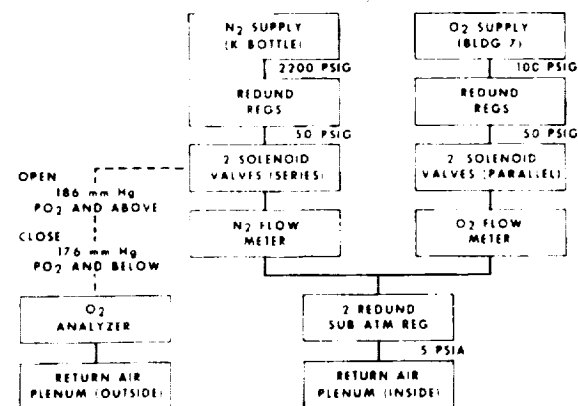 N2 SUPPLY
(K BOTTLE)
O2 SUPPLY
(BLDG 7)
2200 PSIG
100 PSIG
REDUND
REGS
REDUND
REGS
50 PSIG
50 PSIG
2 SOLENOID
VALVES (SERIES)
2 SOLENOID
VALVES (PARALLEL)
OPEN
186 mm Hg
PO2 AND ABOVE
CLOSE
176 mm Hg
PO2 AND BELOW
N2 FLOW
METER
O2 FLOW
METER
O2
ANALYZER
2 REDUND
SUB ATM REG
5 PSIA
RETURN AIR
PLENUM (OUTSIDE)
RETURN AIR
PLENUM (INSIDE)